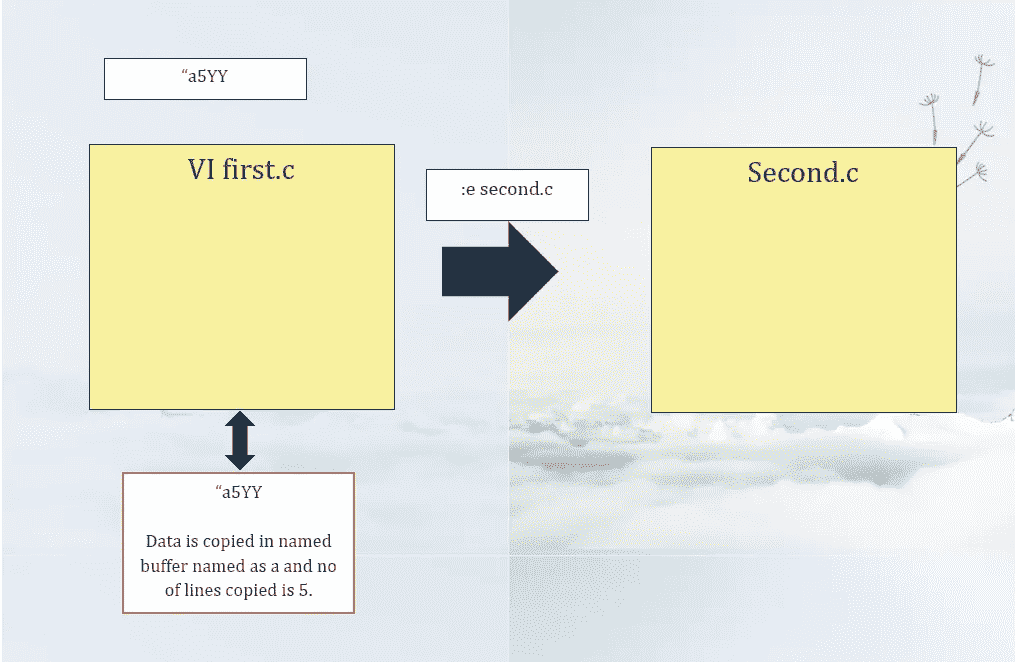 “a5YY
VI first.c
:e second.c
Second.c
“a5YY
Data is copied in named
buffer named as a and no
of lines copied is 5.